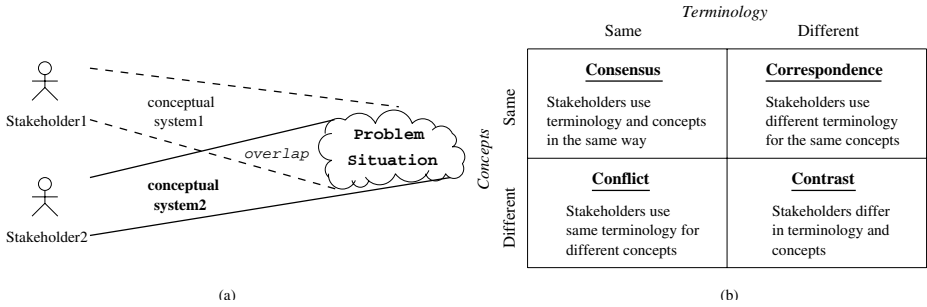 Stakeholder1
conceptual
system1
overlap
Problem
Situation
conceptual
system2
Stakeholder2
(a)
Terminology
Same
Different
Concepts
Same
Consensus
Stakeholders use
terminology and concepts
in the same way
Correspondence
Stakeholders use
different terminology
for the same concepts
Different
Conflict
Stakeholders use
same terminology for
different concepts
Contrast
Stakeholders differ
in terminology and
concepts
(b)